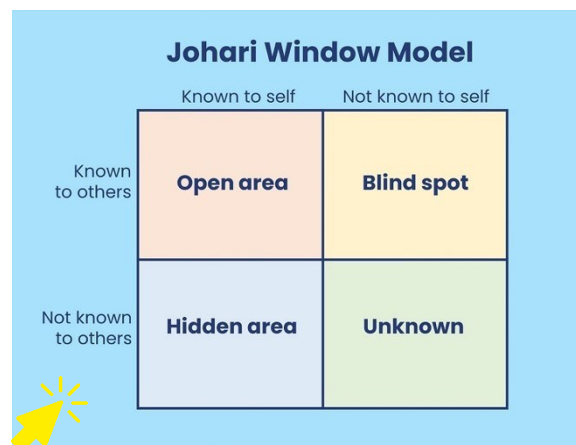 Johari Window Model
Known to self Not known to self
Known
to others
Open area Blind spot
Not known
to others
Hidden area Unknown